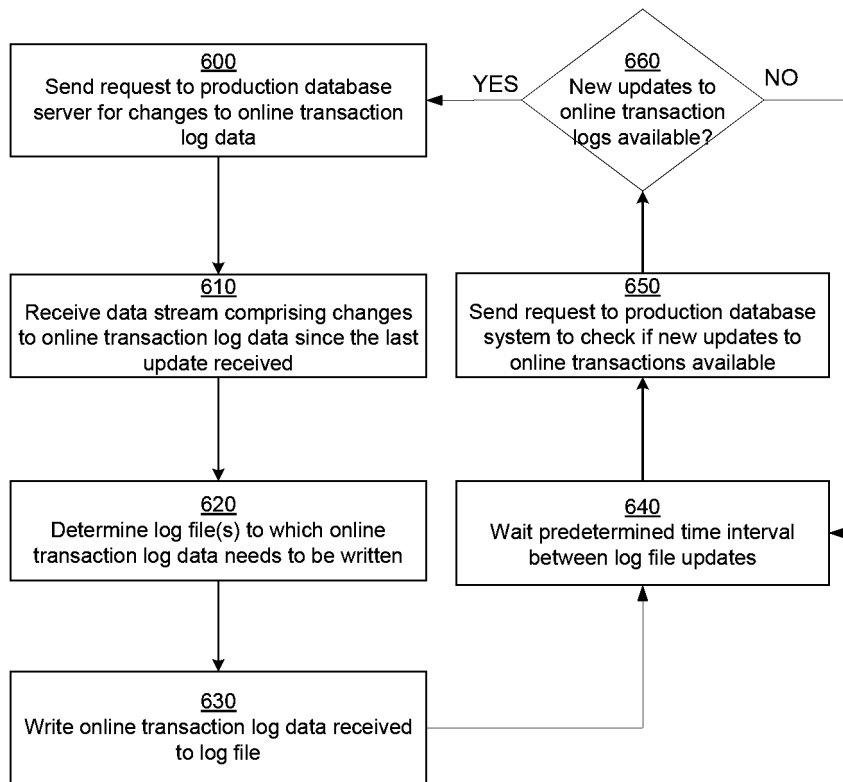 600
Send request to production database
server for changes to online transaction
log data
YES
660
New updates to
online transaction
logs available?
NO
610
Receive data stream comprising changes
to online transaction log data since the last
update received
650
Send request to production database
system to check if new updates to
online transactions available
620
Determine log file(s) to which online
transaction log data needs to be written
640
Wait predetermined time interval
between log file updates
630
Write online transaction log data received
to log file